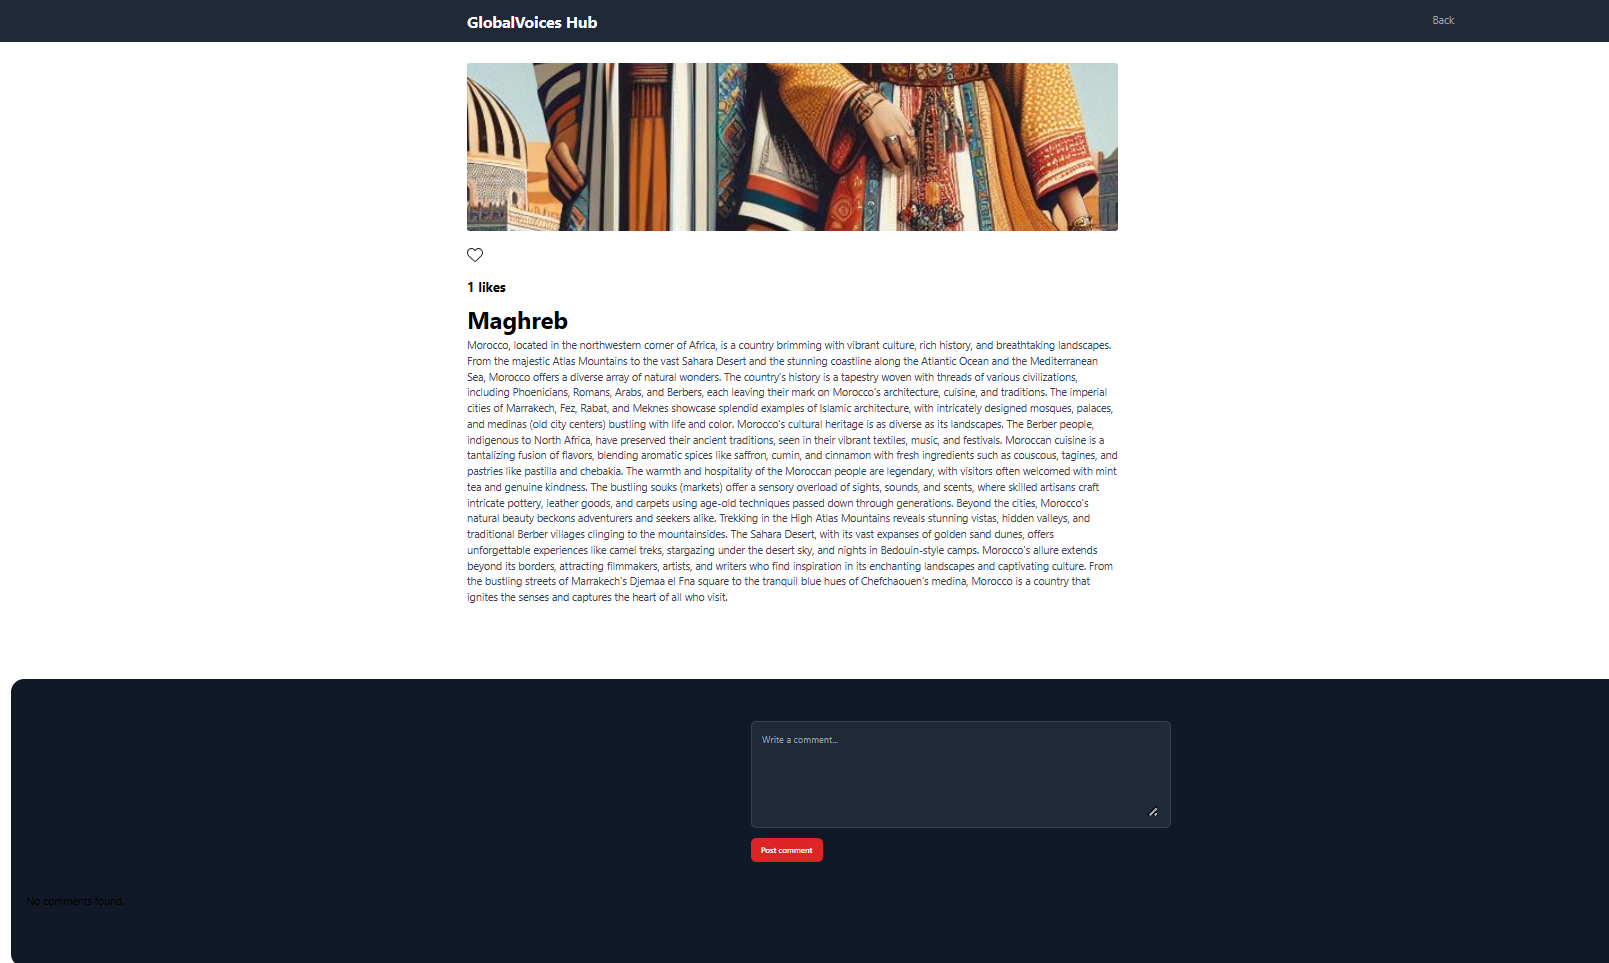 GlobalVoices Hub
Back
1 likes
Maghreb
Morocco, located in the northwestern corner of Africa, is a country brimming with vibrant culture, rich history, and breathtaking landscapes.
From the majestic Atlas Mountains to the vast Sahara Desert and the stunning coastline along the Atlantic Ocean and the Mediterranean
Sea, Morocco offers a diverse array of natural wonders. The country's history is a tapestry woven with threads of various civilizations,
including Phoenicians, Romans, Arabs, and Berbers, each leaving their mark on Morocco's architecture, cuisine, and traditions. The imperial
cities of Marrakech, Fez, Rabat, and Meknes showcase splendid examples of Islamic architecture, with intricately designed mosques, palaces,
and medinas (old city centers) bustling with life and color. Morocco's cultural heritage is as diverse as its landscapes. The Berber people,
indigenous to North Africa, have preserved their ancient traditions, seen in their vibrant textiles, music, and festivals. Moroccan cuisine is a
tantalizing fusion of flavors, blending aromatic spices like saffron, cumin, and cinnamon with fresh ingredients such as couscous, tagines, and
pastries like pastilla and chebakia. The warmth and hospitality of the Moroccan people are legendary, with visitors often welcomed with mint
tea and genuine kindness. The bustling souks (markets) offer a sensory overload of sights, sounds, and scents, where skilled artisans craft
intricate pottery, leather goods, and carpets using age-old techniques passed down through generations. Beyond the cities, Morocco's
natural beauty beckons adventurers and seekers alike. Trekking in the High Atlas Mountains reveals stunning vistas, hidden valleys, and
traditional Berber villages clinging to the mountainsides. The Sahara Desert, with its vast expanses of golden sand dunes, offers
unforgettable experiences like camel treks, stargazing under the desert sky, and nights in Bedouin-style camps. Morocco's allure extends
beyond its borders, attracting filmmakers, artists, and writers who find inspiration in its enchanting landscapes and captivating culture. From
the bustling streets of Marrakech's Djemaa el Fna square to the tranquil blue hues of Chefchaouen's medina, Morocco is a country that
ignites the senses and captures the heart of all who visit.
Write a comment...
Post comment
No comments found.